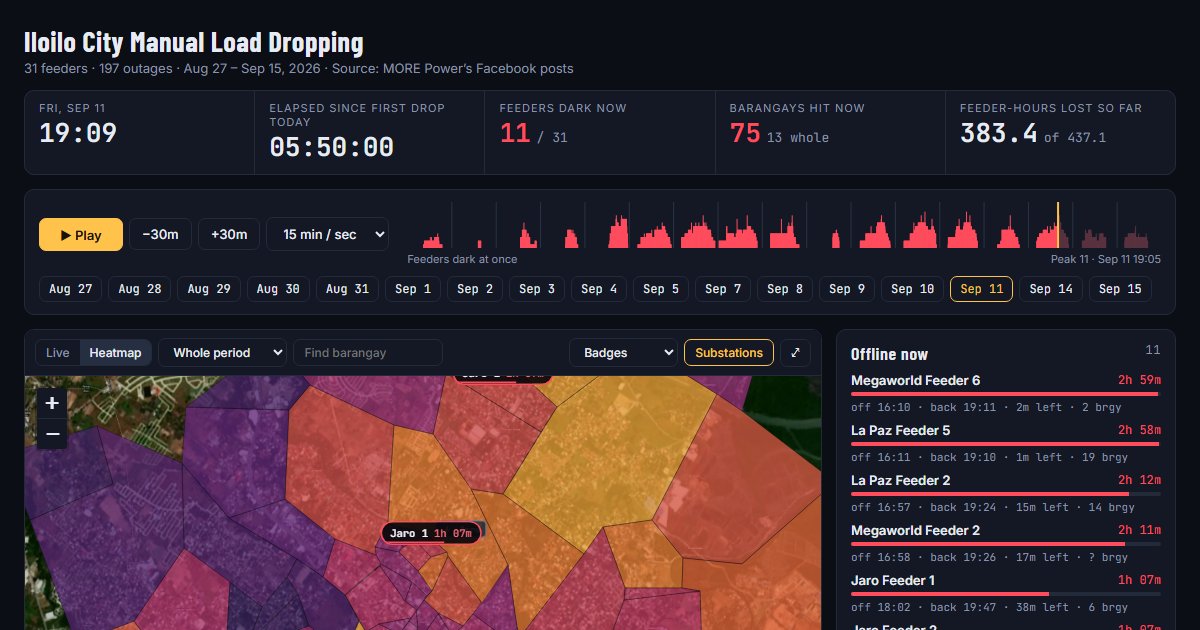 Iloilo City Manual Load Dropping
31 feeders · 197 outages · Aug 27 – Sep 15, 2026 · Source: MORE Power's Facebook posts
FRI, SEP 11
19:09
ELAPSED SINCE FIRST DROP TODAY
05:50:00
FEEDERS DARK NOW
11 / 31
BARANGAYS HIT NOW
75 13 whole
FEEDER-HOURS LOST SO FAR
383.4 of 437.1
▶ Play
−30m
+30m
15 min / sec
Feeders dark at once
Peak 11 · Sep 11 19:05
Aug 27 Aug 28 Aug 29 Aug 30 Aug 31 Sep 1 Sep 2 Sep 3 Sep 4 Sep 5 Sep 7 Sep 8 Sep 9 Sep 10 Sep 11 Sep 14 Sep 15
Live Heatmap Whole period Find barangay Badges Substations
+
−
Jaro 1 1h 07m
Offline now 11
Megaworld Feeder 6 2h 59m
off 16:10 · back 19:11 · 2m left · 2 brgy
La Paz Feeder 5 2h 58m
off 16:11 · back 19:10 · 1m left · 19 brgy
La Paz Feeder 2 2h 12m
off 16:57 · back 19:24 · 15m left · 14 brgy
Megaworld Feeder 2 2h 11m
off 16:58 · back 19:26 · 17m left · ? brgy
Jaro Feeder 1 1h 07m
off 18:02 · back 19:47 · 38m left · 6 brgy